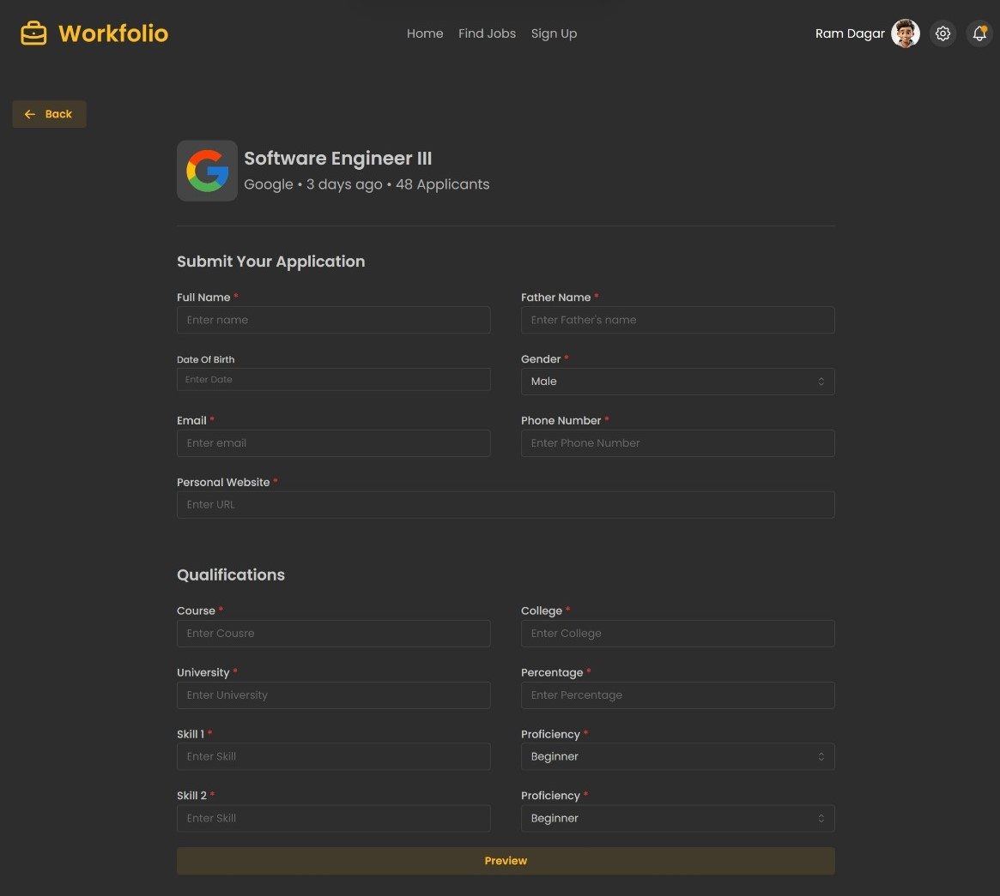 Workfolio
Home Find Jobs Sign Up
Ram Dagar
Back
Software Engineer III
Google • 3 days ago • 48 Applicants
Submit Your Application
Full Name * Father Name *
Enter name Enter Father's name
Date Of Birth Gender *
Enter Date Male
Email * Phone Number *
Enter email Enter Phone Number
Personal Website *
Enter URL
Qualifications
Course * College *
Enter Cousre Enter College
University * Percentage *
Enter University Enter Percentage
Skill 1 * Proficiency *
Enter Skill Beginner
Skill 2 * Proficiency *
Enter Skill Beginner
Preview